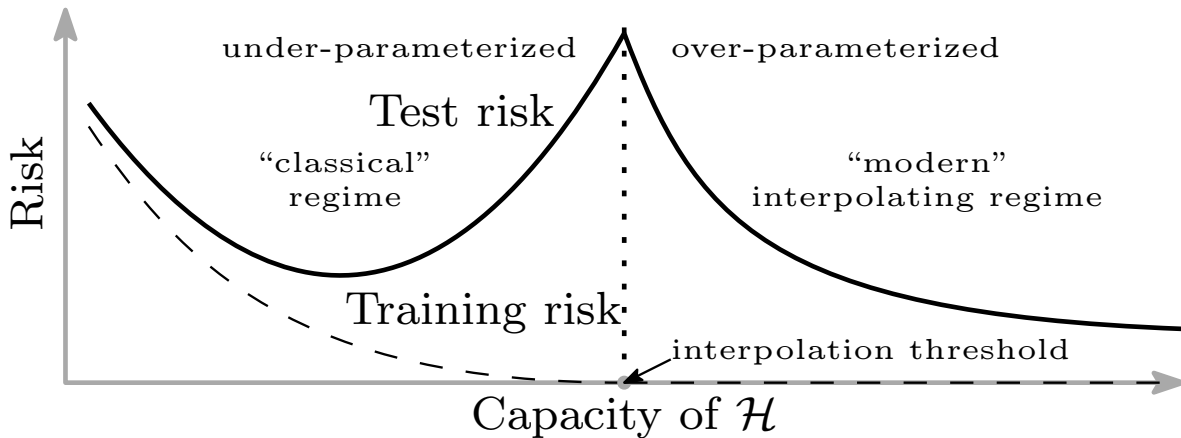 under-parameterized
over-parameterized
Test risk
“classical”
regime
“modern”
interpolating regime
Risk
Training risk
interpolation threshold
Capacity of ℋ